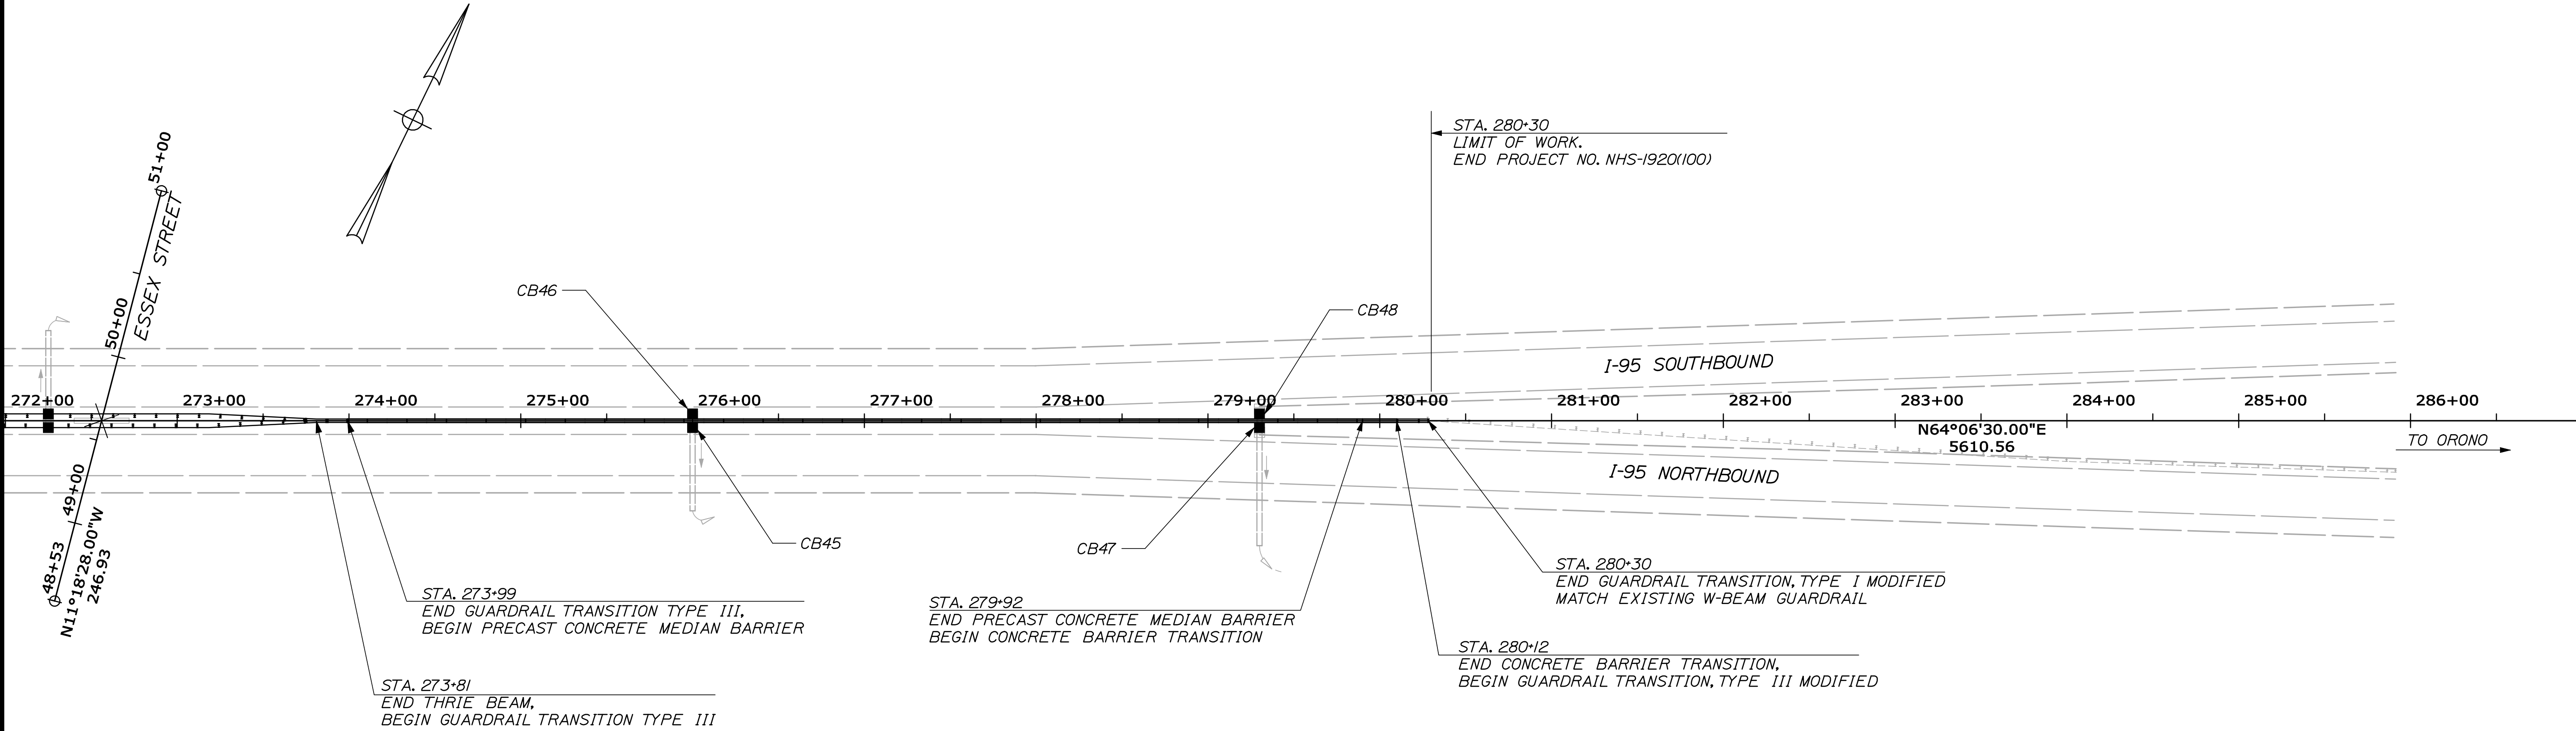 51+00
ESSEX STREET
50+00
49+00
48+53
N11°18'28.00"W
246.93
STA. 280+30
LIMIT OF WORK.
END PROJECT NO. NHS-1920(100)
CB46
CB48
I-95 SOUTHBOUND
272+00 273+00 274+00 275+00 276+00 277+00 278+00 279+00 280+00 281+00 282+00 283+00 284+00 285+00 286+00
N64°06'30.00"E
5610.56
TO ORONO
I-95 NORTHBOUND
CB45
CB47
STA. 273+99
END GUARDRAIL TRANSITION TYPE III,
BEGIN PRECAST CONCRETE MEDIAN BARRIER
STA. 279+92
END PRECAST CONCRETE MEDIAN BARRIER
BEGIN CONCRETE BARRIER TRANSITION
STA. 280+30
END GUARDRAIL TRANSITION, TYPE I MODIFIED
MATCH EXISTING W-BEAM GUARDRAIL
STA. 280+12
END CONCRETE BARRIER TRANSITION,
BEGIN GUARDRAIL TRANSITION, TYPE III MODIFIED
STA. 273+81
END THRIE BEAM,
BEGIN GUARDRAIL TRANSITION TYPE III